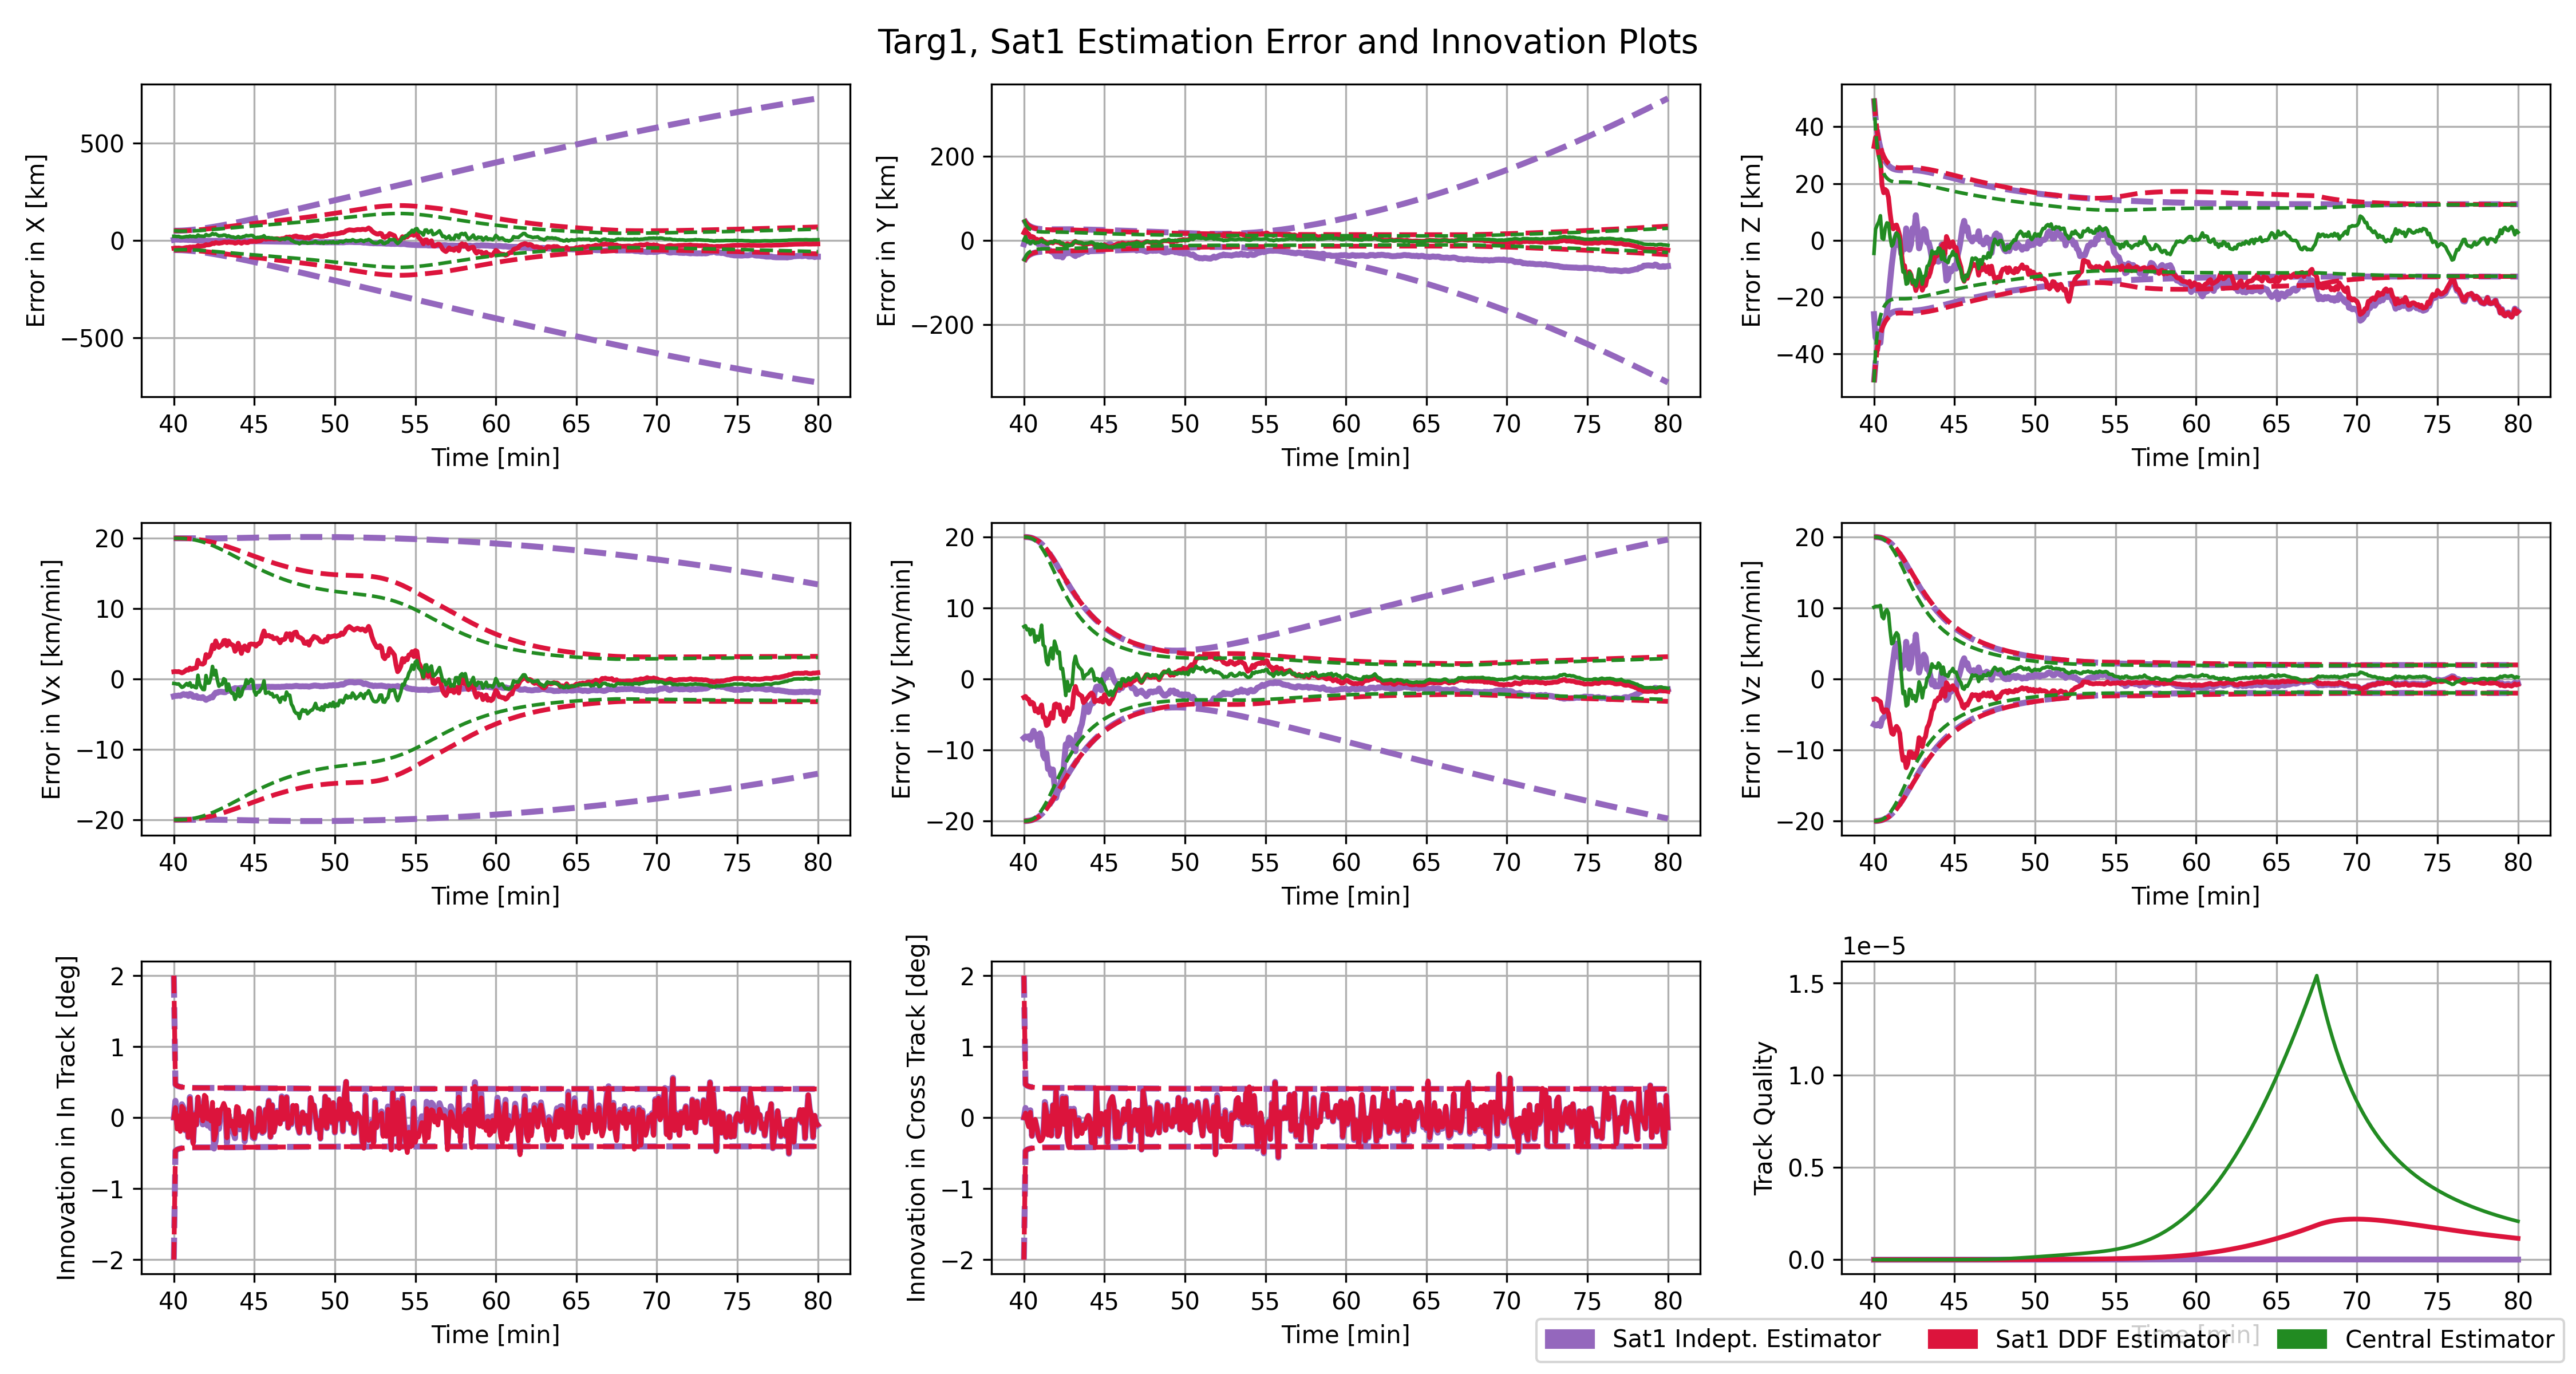 Targ1, Sat1 Estimation Error and Innovation Plots
Error in X [km]
500
0
−500
40 45 50 55 60 65 70 75 80
Time [min]
Error in Y [km]
200
0
−200
40 45 50 55 60 65 70 75 80
Time [min]
Error in Z [km]
40
20
0
−20
−40
40 45 50 55 60 65 70 75 80
Time [min]
Error in Vx [km/min]
20
10
0
−10
−20
40 45 50 55 60 65 70 75 80
Time [min]
Error in Vy [km/min]
20
10
0
−10
−20
40 45 50 55 60 65 70 75 80
Time [min]
Error in Vz [km/min]
20
10
0
−10
−20
40 45 50 55 60 65 70 75 80
Time [min]
Innovation in In Track [deg]
2
1
0
−1
−2
40 45 50 55 60 65 70 75 80
Time [min]
Innovation in Cross Track [deg]
2
1
0
−1
−2
40 45 50 55 60 65 70 75 80
Time [min]
1e−5
Track Quality
1.5
1.0
0.5
0.0
40 45 50 55 60 65 70 75 80
Time [min]
Sat1 Indept. Estimator
Sat1 DDF Estimator
Central Estimator